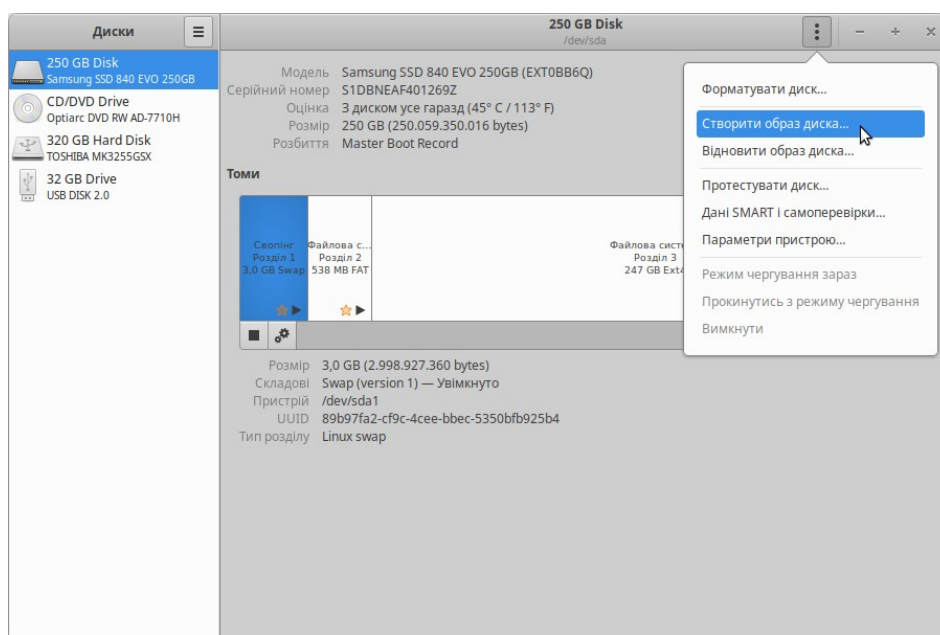 Диски
250 GB Disk
/dev/sda
250 GB Disk
Samsung SSD 840 EVO 250GB
CD/DVD Drive
Optiarc DVD RW AD-7710H
320 GB Hard Disk
TOSHIBA MK3255GSX
32 GB Drive
USB DISK 2.0
Модель Samsung SSD 840 EVO 250GB (EXT0BB6Q)
Серійний номер S1DBNEAF401269Z
Оцінка З диском усе гаразд (45° C / 113° F)
Розмір 250 GB (250.059.350.016 bytes)
Розбиття Master Boot Record
Томи
Свопінг
Розділ 1
3,0 GB Swap
Файлова с...
Розділ 2
538 MB FAT
Файлова сист
Розділ 3
247 GB Ext4
Розмір 3,0 GB (2.998.927.360 bytes)
Складові Swap (version 1) — Увімкнуто
Пристрій /dev/sda1
UUID 89b97fa2-cf9c-4cee-bbec-5350bfb925b4
Тип розділу Linux swap
Форматувати диск...
Створити образ диска...
Відновити образ диска...
Протестувати диск...
Дані SMART і самоперевірки...
Параметри пристрою...
Режим чергування зараз
Прокинутись з режиму чергування
Вимкнути